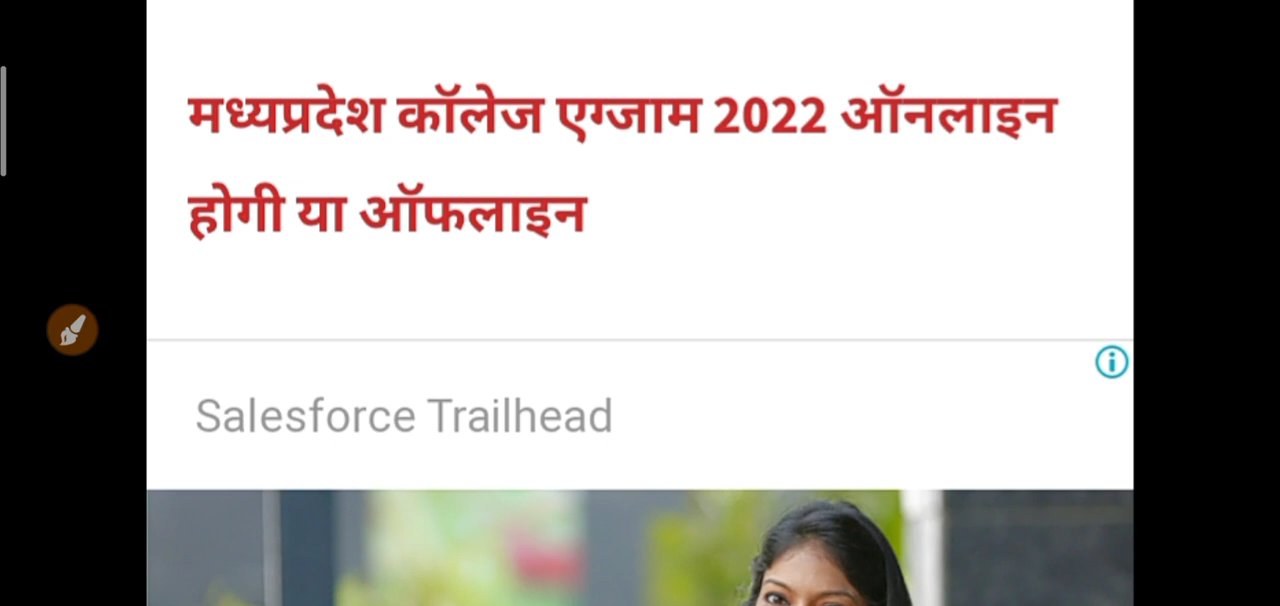 मध्यप्रदेश कॉलेज एग्जाम 2022 ऑनलाइन
होगी या ऑफलाइन
Salesforce Trailhead